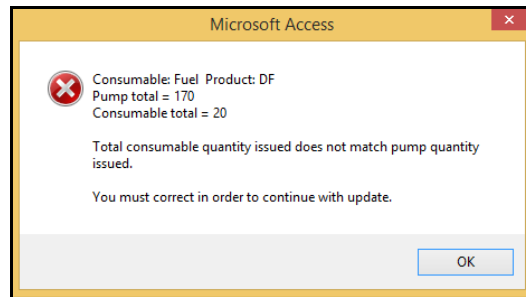 Microsoft Access
Consumable: Fuel  Product: DF
Pump total = 170
Consumable total = 20
Total consumable quantity issued does not match pump quantity
issued.
You must correct in order to continue with update.
OK